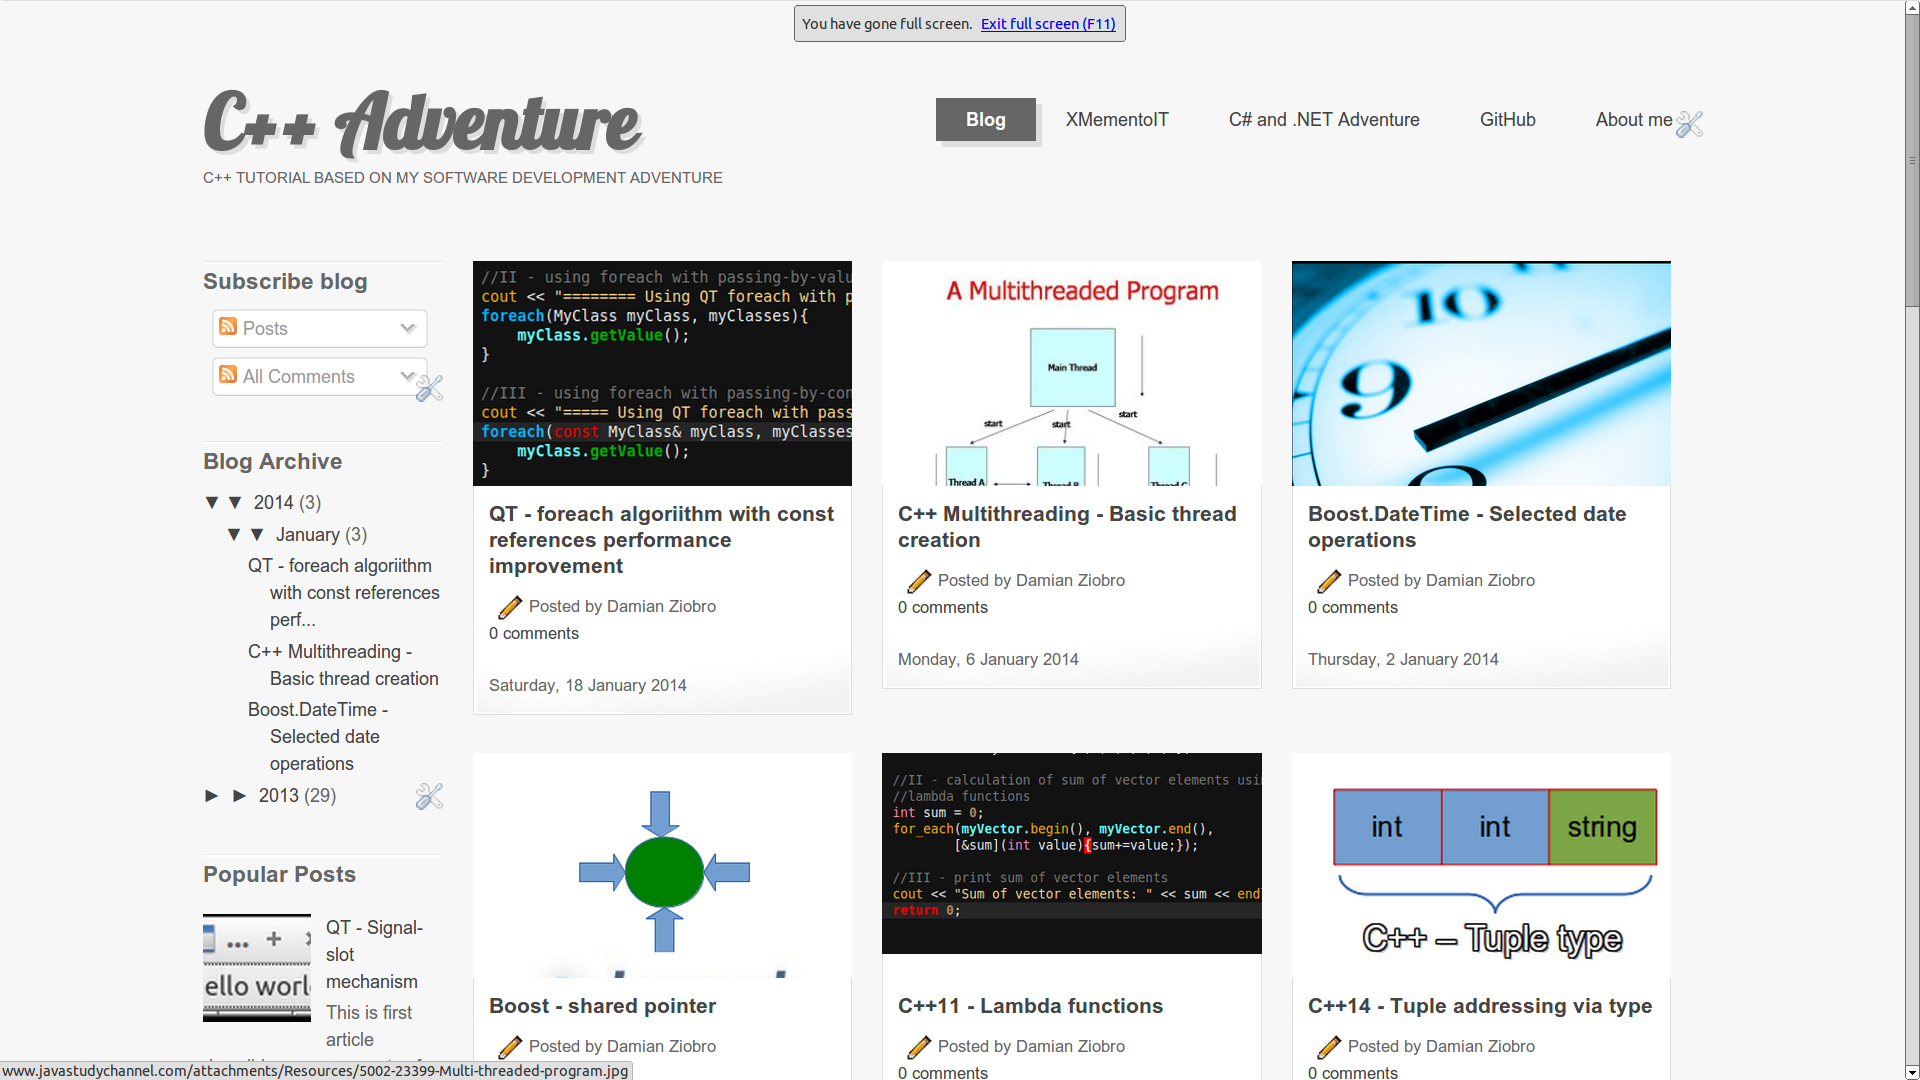 You have gone full screen. Exit full screen (F11)
C++ Adventure
C++ TUTORIAL BASED ON MY SOFTWARE DEVELOPMENT ADVENTURE
Blog
XMementoIT
C# and .NET Adventure
GitHub
About me
Subscribe blog
Posts
All Comments
Blog Archive
▼ ▼ 2014 (3)
▼ ▼ January (3)
QT - foreach algoriithm
with const references
perf...
C++ Multithreading -
Basic thread creation
Boost.DateTime -
Selected date
operations
► ► 2013 (29)
Popular Posts
... +
ello worl
QT - Signal-
slot
mechanism
This is first
article
//II - using foreach with passing-by-valu
cout << "======== Using QT foreach with p
foreach(MyClass myClass, myClasses){
myClass.getValue();
}
//III - using foreach with passing-by-con
cout << "===== Using QT foreach with pass
foreach(const MyClass& myClass, myClasses
myClass.getValue();
}
QT - foreach algoriithm with const
references performance
improvement
Posted by Damian Ziobro
0 comments
Saturday, 18 January 2014
A Multithreaded Program
Main Thread
start
start
start
Thread A
Thread B
Thread C
C++ Multithreading - Basic thread
creation
Posted by Damian Ziobro
0 comments
Monday, 6 January 2014
10
9
8
Boost.DateTime - Selected date
operations
Posted by Damian Ziobro
0 comments
Thursday, 2 January 2014
Boost - shared pointer
Posted by Damian Ziobro
//II - calculation of sum of vector elements usi
//lambda functions
int sum = 0;
for_each(myVector.begin(), myVector.end(),
[&sum](int value){sum+=value;});
//III - print sum of vector elements
cout << "Sum of vector elements: " << sum << end
return 0;
C++11 - Lambda functions
Posted by Damian Ziobro
0 comments
int
int
string
C++ – Tuple type
C++14 - Tuple addressing via type
Posted by Damian Ziobro
0 comments
www.javastudychannel.com/attachments/Resources/5002-23399-Multi-threaded-program.jpg